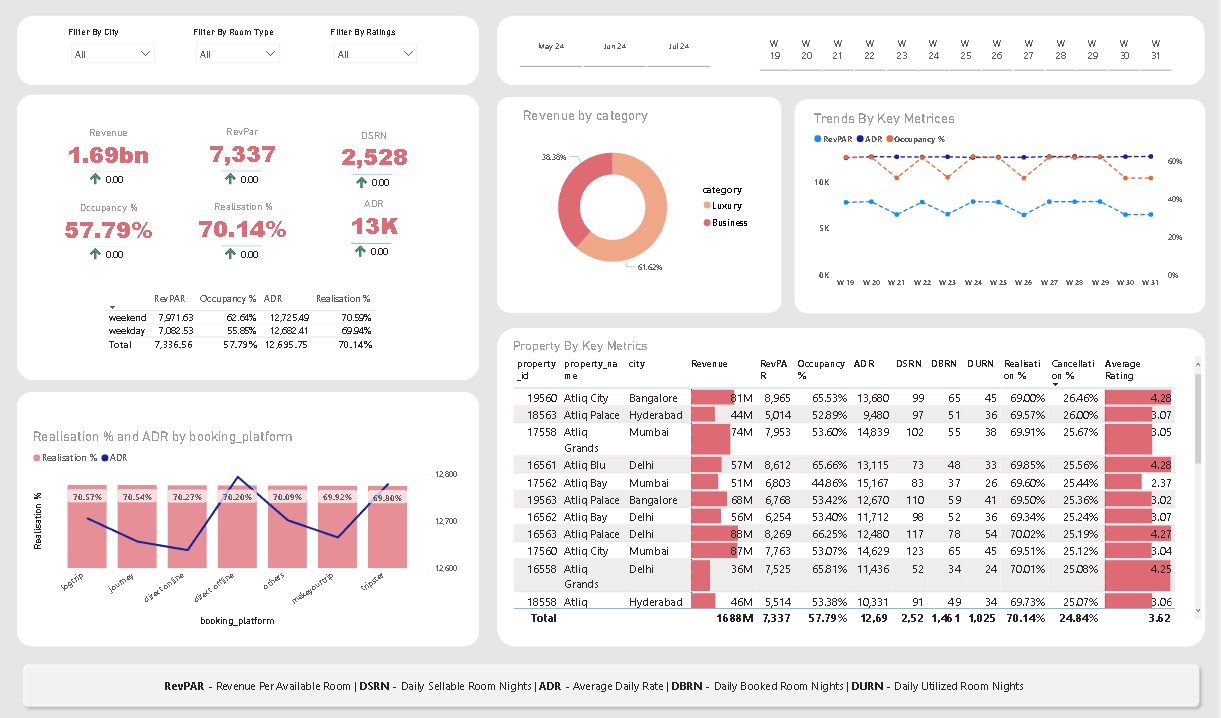 Filter By City
Filter By Room Type
Filter By Ratings
All
All
All
May 24 Jun 24 Jul 24
W 19 W 20 W 21 W 22 W 23 W 24 W 25 W 26 W 27 W 28 W 29 W 30 W 31
Revenue
1.69bn
0.00
RevPar
7,337
0.00
DSRN
2,528
0.00
Occupancy %
57.79%
0.00
Realisation %
70.14%
0.00
ADR
13K
0.00
RevPAR Occupancy % ADR Realisation %
weekend 7,971.63 62.64% 12,725.49 70.59%
weekday 7,082.53 55.85% 12,682.41 69.94%
Total 7,336.56 57.79% 12,695.75 70.14%
Revenue by category
38.38%
61.62%
category
Luxury
Business
Trends By Key Metrices
RevPAR ADR Occupancy %
10K
5K
0K
60%
40%
20%
0%
W 19 W 20 W 21 W 22 W 23 W 24 W 25 W 26 W 27 W 28 W 29 W 30 W 31
Realisation % and ADR by booking_platform
Realisation % ADR
Realisation %
12,800
12,700
12,600
70.57% 70.54% 70.27% 70.20% 70.09% 69.92% 69.80%
logtrip journey direct online direct offline others makeyourtrip tripster
booking_platform
Property By Key Metrics
property_id property_name city Revenue RevPAR Occupancy % ADR DSRN DBRN DURN Realisation % Cancellation % Average Rating
19560 Atliq City Bangalore 81M 8,965 65.53% 13,680 99 65 45 69.00% 26.46% 4.28
18563 Atliq Palace Hyderabad 44M 5,014 52.89% 9,480 97 51 36 69.57% 26.00% 3.07
17558 Atliq Grands Mumbai 74M 7,953 53.60% 14,839 102 55 38 69.91% 25.67% 3.05
16561 Atliq Blu Delhi 57M 8,612 65.66% 13,115 73 48 33 69.85% 25.56% 4.28
17562 Atliq Bay Mumbai 51M 6,803 44.86% 15,167 83 37 26 69.60% 25.44% 2.37
19563 Atliq Palace Bangalore 68M 6,768 53.42% 12,670 110 59 41 69.50% 25.36% 3.02
16562 Atliq Bay Delhi 56M 6,254 53.40% 11,712 98 52 36 69.34% 25.24% 3.07
16563 Atliq Palace Delhi 88M 8,269 66.25% 12,480 117 78 54 70.02% 25.19% 4.27
17560 Atliq City Mumbai 87M 7,763 53.07% 14,629 123 65 45 69.51% 25.12% 3.04
16558 Atliq Grands Delhi 36M 7,525 65.81% 11,436 52 34 24 70.01% 25.08% 4.25
18558 Atliq Hyderabad 46M 5,514 53.38% 10,331 91 49 34 69.73% 25.07% 3.06
Total 1688M 7,337 57.79% 12,69 2,52 1,461 1,025 70.14% 24.84% 3.62
RevPAR - Revenue Per Available Room | DSRN - Daily Sellable Room Nights | ADR - Average Daily Rate | DBRN - Daily Booked Room Nights | DURN - Daily Utilized Room Nights